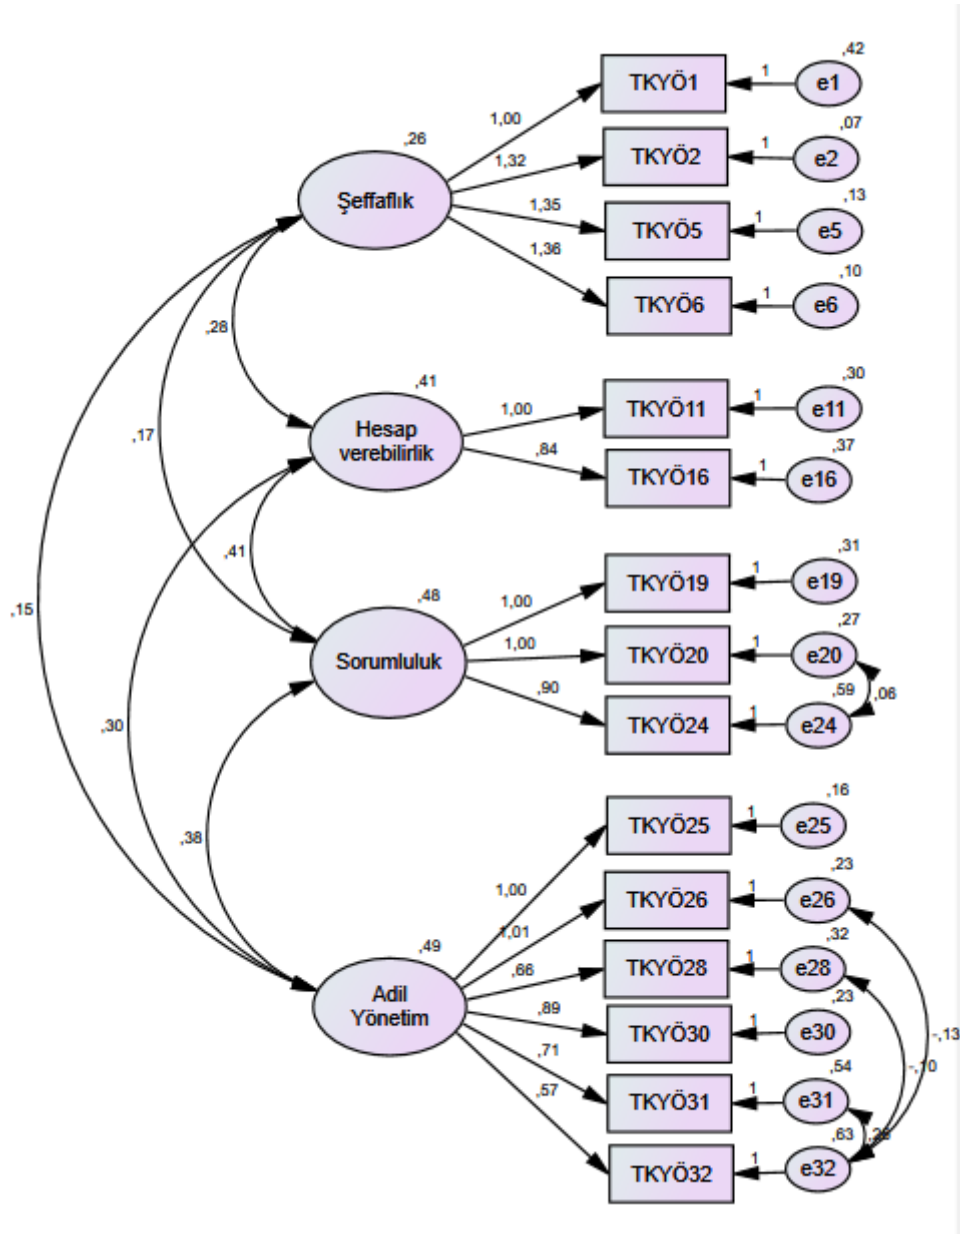 ,42
TKYÖ1
1
e1
,07
TKYÖ2
1
e2
,13
TKYÖ5
1
e5
,10
TKYÖ6
1
e6
,26
Şeffaflık
1,00
1,32
1,35
1,36
,28
,17
,15
,41
Hesap
verebilirlik
1,00
,84
,30
TKYÖ11
1
e11
,37
TKYÖ16
1
e16
,41
,30
,48
Sorumluluk
1,00
1,00
,90
,31
TKYÖ19
1
e19
,27
TKYÖ20
1
e20
,59
,06
TKYÖ24
1
e24
,38
,49
Adil
Yönetim
1,00
1,01
,66
,89
,71
,57
,16
TKYÖ25
1
e25
,23
TKYÖ26
1
e26
,32
TKYÖ28
1
e28
,23
TKYÖ30
1
e30
,54
TKYÖ31
1
e31
,63
TKYÖ32
1
e32
-,13
-,10